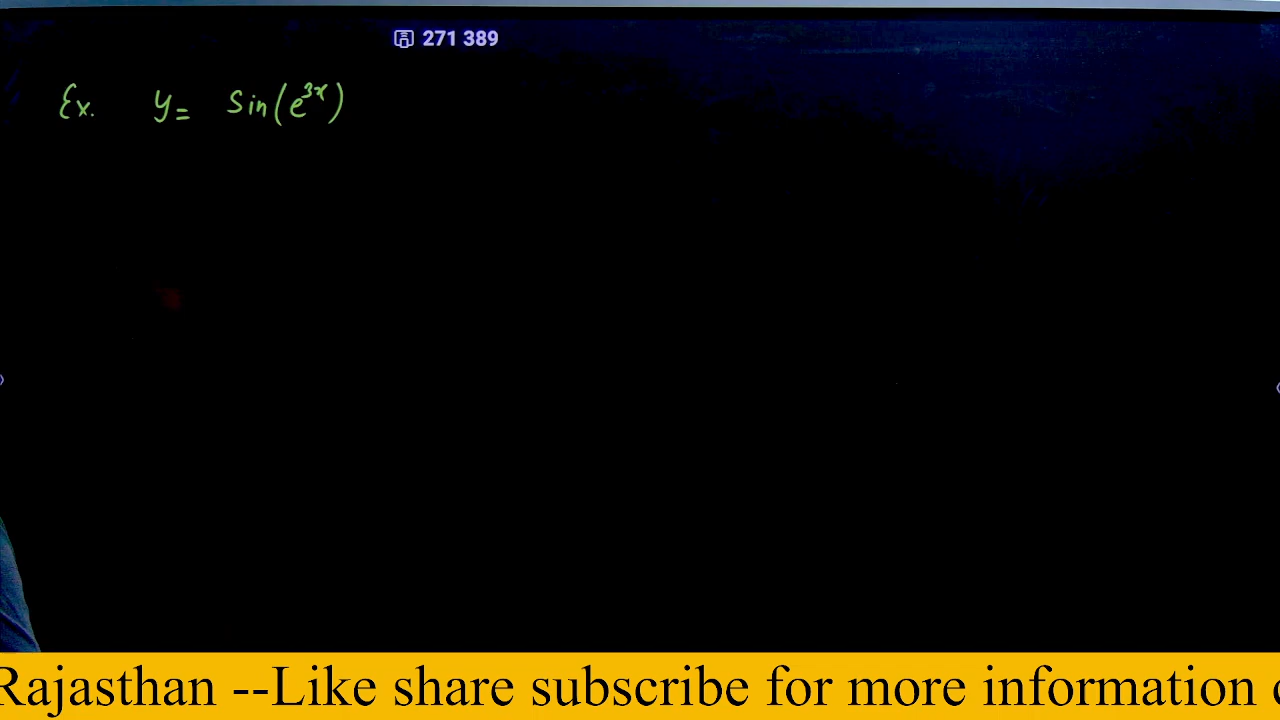 271 389
Ex. y = sin(e^{3x})
Rajasthan --Like share subscribe for more information